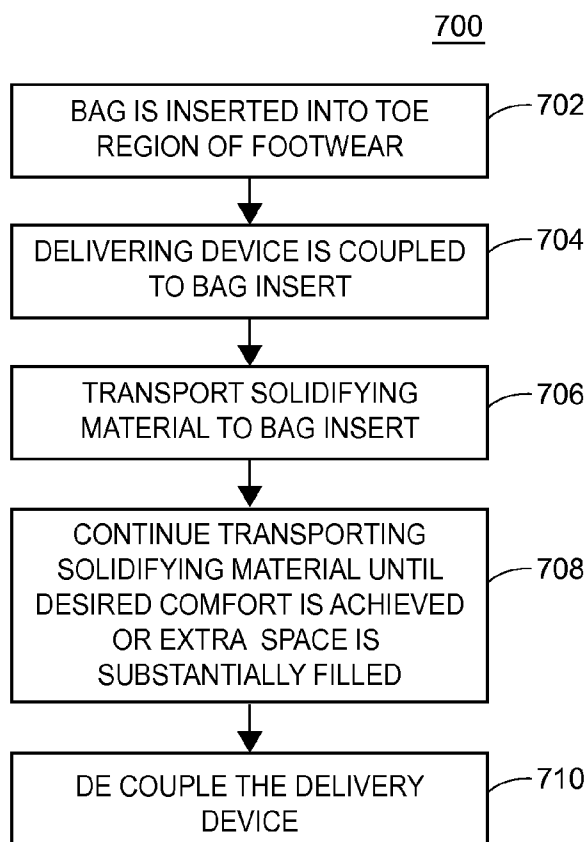 700
BAG IS INSERTED INTO TOE
REGION OF FOOTWEAR
702
DELIVERING DEVICE IS COUPLED
TO BAG INSERT
704
TRANSPORT SOLIDIFYING
MATERIAL TO BAG INSERT
706
CONTINUE TRANSPORTING
SOLIDIFYING MATERIAL UNTIL
DESIRED COMFORT IS ACHIEVED
OR EXTRA SPACE IS
SUBSTANTIALLY FILLED
708
DE COUPLE THE DELIVERY
DEVICE
710